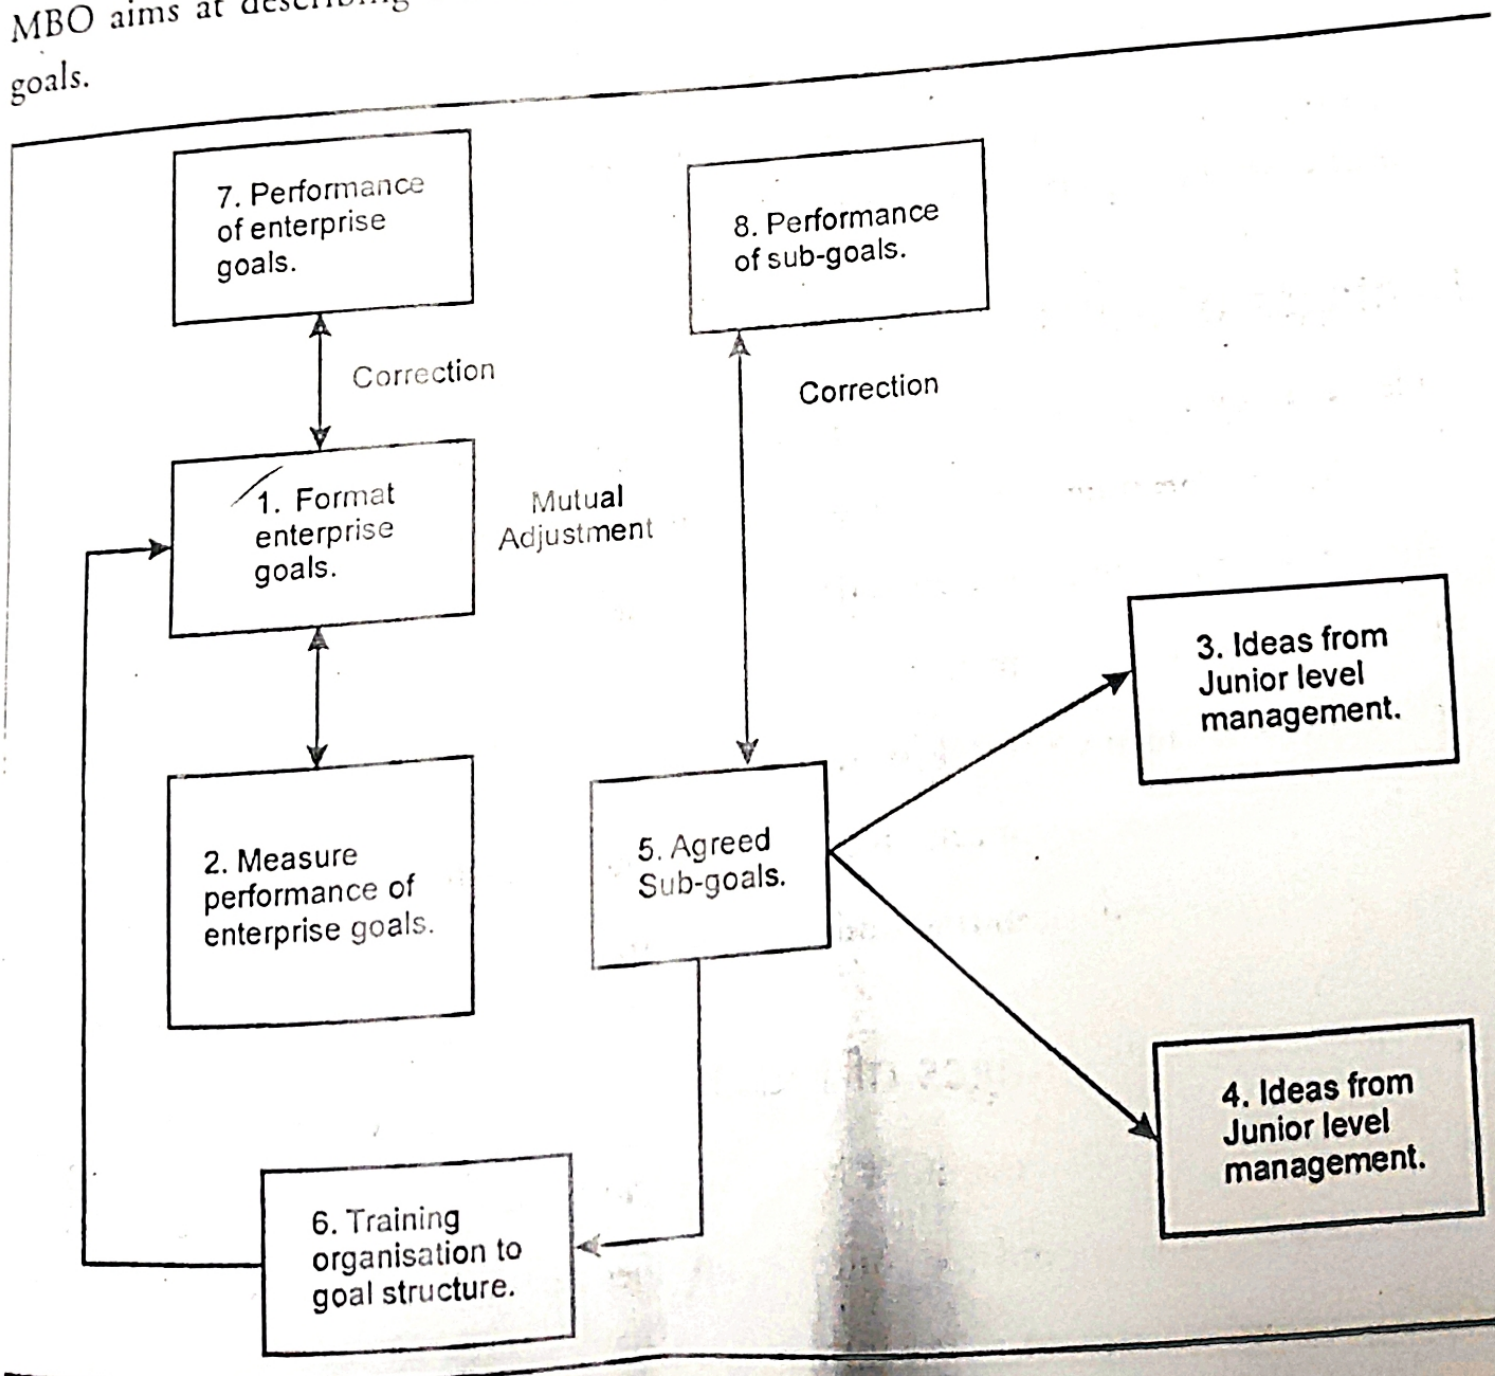 MBO aims at describing
goals.
7. Performance
of enterprise
goals.
8. Performance
of sub-goals.
Correction
Correction
1. Format
enterprise
goals.
Mutual
Adjustment
3. Ideas from
Junior level
management.
2. Measure
performance of
enterprise goals.
5. Agreed
Sub-goals.
4. Ideas from
Junior level
management.
6. Training
organisation to
goal structure.